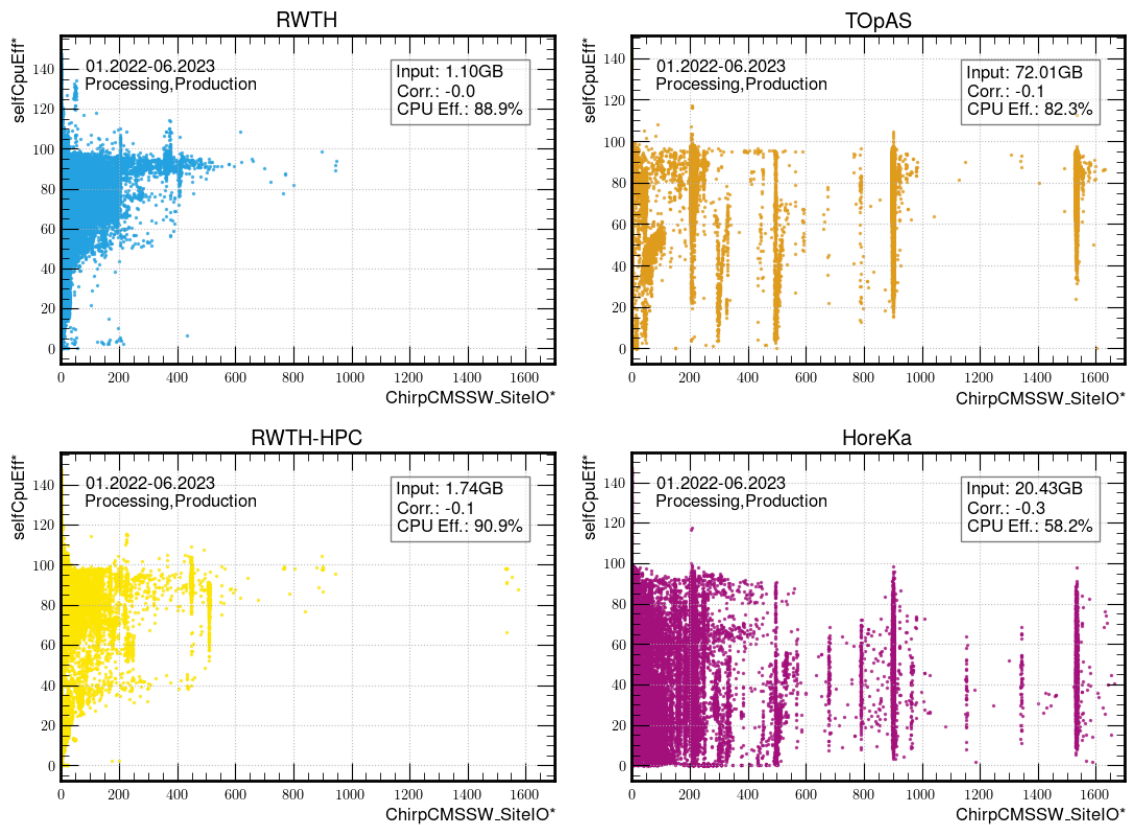 RWTH
selfCpuEff*
140
120
100
80
60
40
20
0
01.2022-06.2023
Processing,Production
Input: 1.10GB
Corr.: -0.0
CPU Eff.: 88.9%
0 200 400 600 800 1000 1200 1400 1600
ChirpCMSSW_SiteIO*
TOpAS
selfCpuEff*
140
120
100
80
60
40
20
0
01.2022-06.2023
Processing,Production
Input: 72.01GB
Corr.: -0.1
CPU Eff.: 82.3%
0 200 400 600 800 1000 1200 1400 1600
ChirpCMSSW_SiteIO*
RWTH-HPC
selfCpuEff*
140
120
100
80
60
40
20
0
01.2022-06.2023
Processing,Production
Input: 1.74GB
Corr.: -0.1
CPU Eff.: 90.9%
0 200 400 600 800 1000 1200 1400 1600
ChirpCMSSW_SiteIO*
HoreKa
selfCpuEff*
140
120
100
80
60
40
20
0
01.2022-06.2023
Processing,Production
Input: 20.43GB
Corr.: -0.3
CPU Eff.: 58.2%
0 200 400 600 800 1000 1200 1400 1600
ChirpCMSSW_SiteIO*